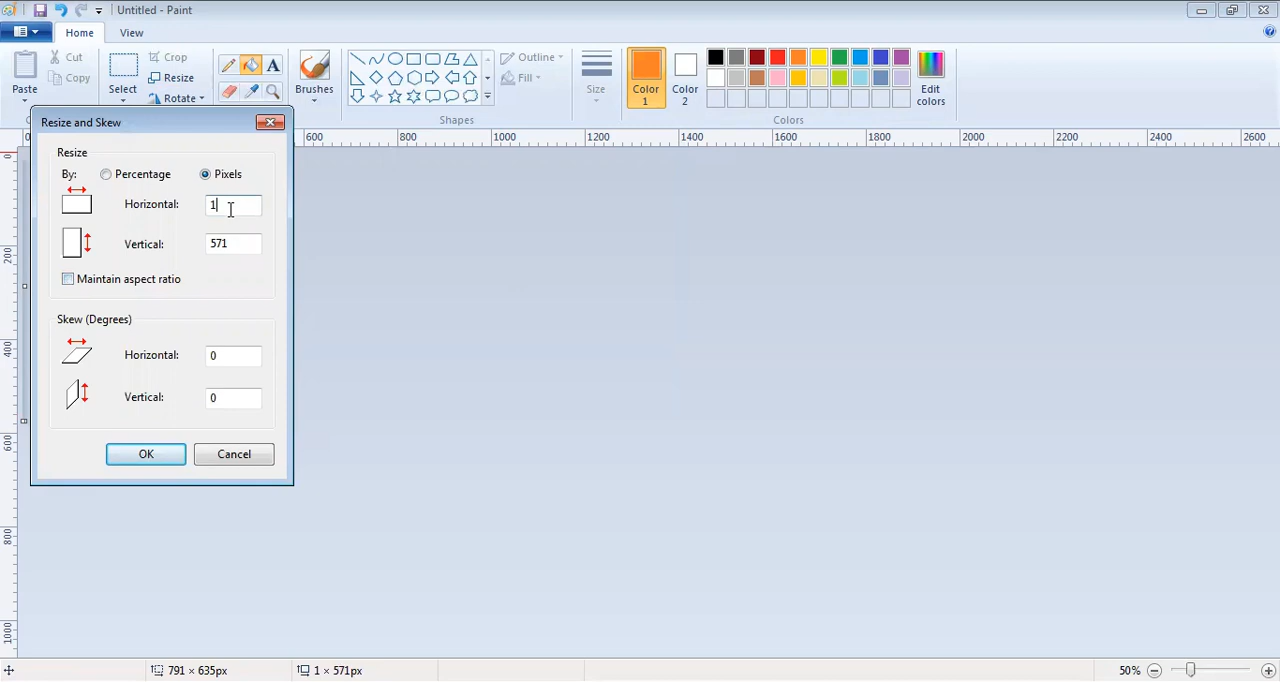 Untitled - Paint
Home View
Paste Cut Copy
Select Crop Resize Rotate
A
Brushes
Outline Fill
Shapes
Size
Color 1
Color 2
Edit colors
Colors
600 800 1000 1200 1400 1600 1800 2000 2200 2400 2600
0
200
400
600
800
1000
Resize and Skew
Resize
By: Percentage Pixels
Horizontal: 1
Vertical: 571
Maintain aspect ratio
Skew (Degrees)
Horizontal: 0
Vertical: 0
OK Cancel
791 × 635px 1 × 571px 50%